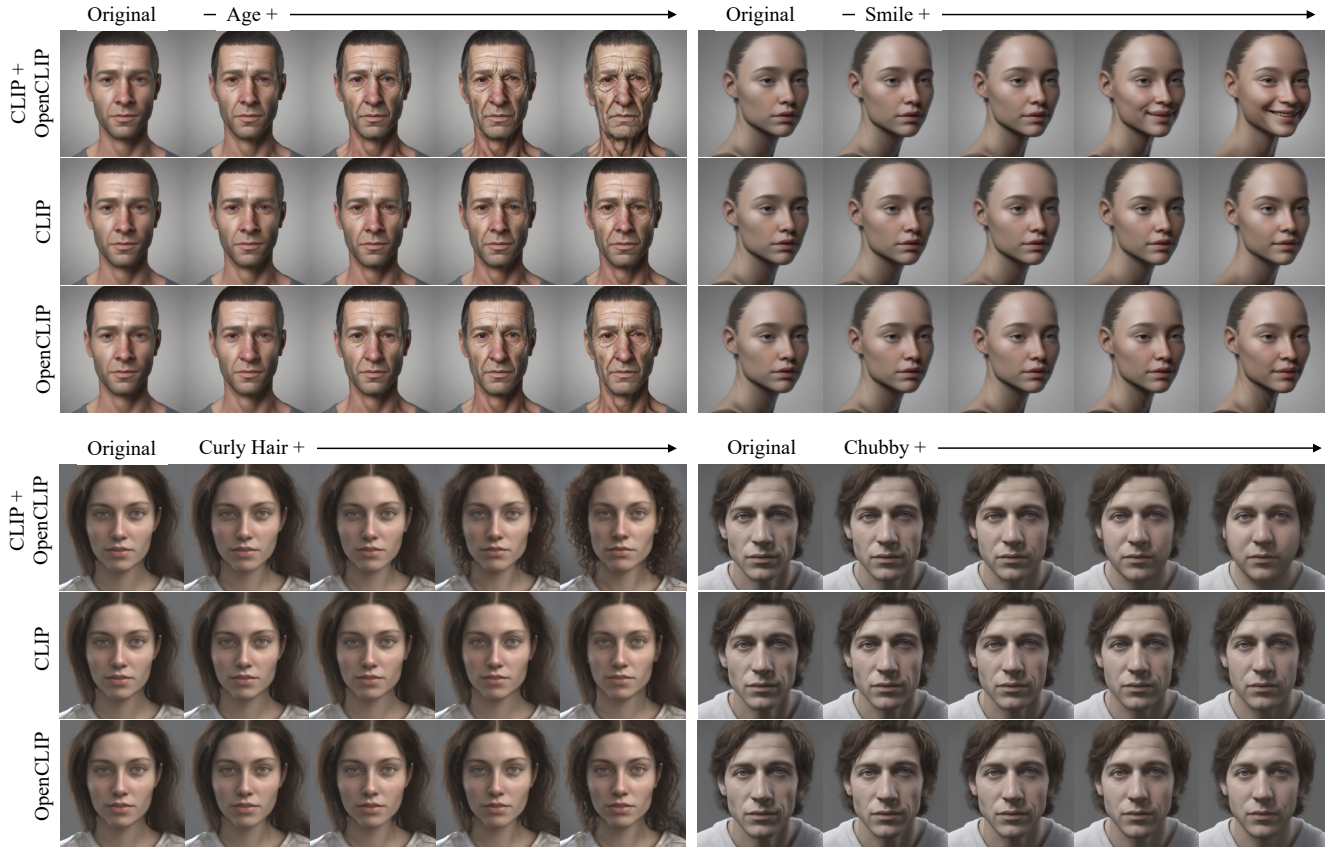 Original − Age +
Original − Smile +
CLIP +
OpenCLIP
CLIP
OpenCLIP
Original Curly Hair +
Original Chubby +
CLIP +
OpenCLIP
CLIP
OpenCLIP